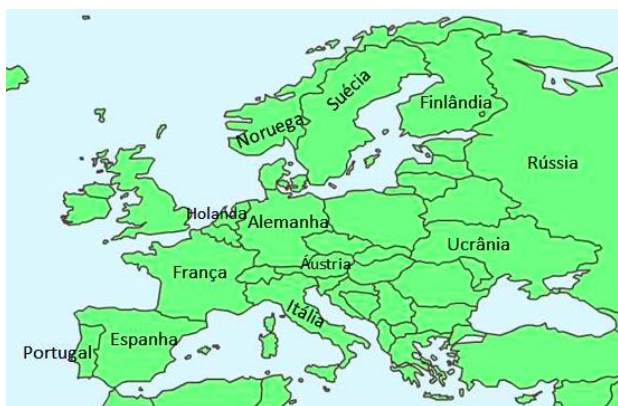 Suécia
Finlândia
Noruega
Rússia
Holanda
Alemanha
Ucrânia
Áustria
França
Itália
Espanha
Portugal